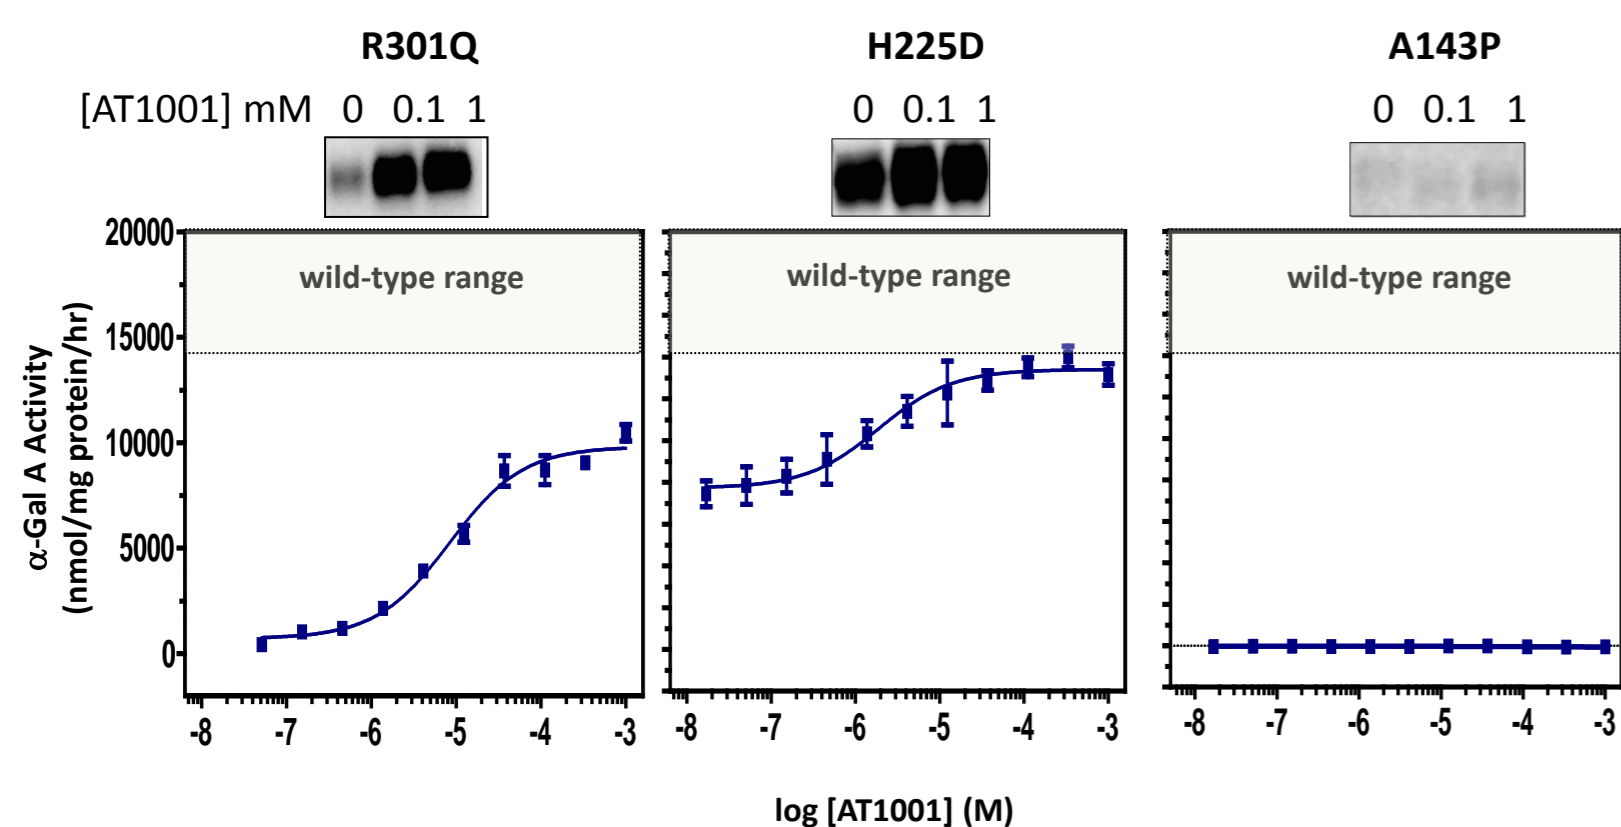 R301Q H225D A143P
[AT1001] mM 0 0.1 1 0 0.1 1 0 0.1 1
20000
15000
10000
5000
0
wild-type range wild-type range wild-type range
α-Gal A Activity
(nmol/mg protein/hr)
-8 -7 -6 -5 -4 -3 -8 -7 -6 -5 -4 -3 -8 -7 -6 -5 -4 -3
log [AT1001] (M)